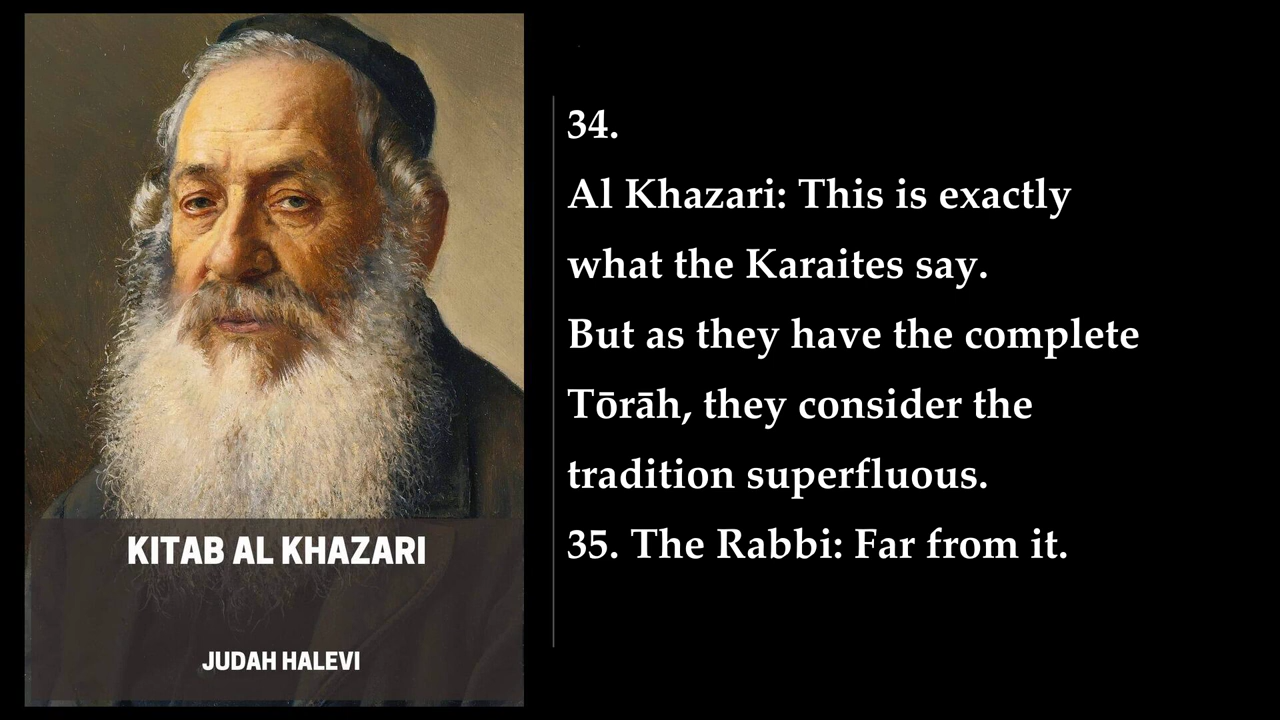 KITAB AL KHAZARI
JUDAH HALEVI
34.
Al Khazari: This is exactly
what the Karaites say.
But as they have the complete
Tōrāh, they consider the
tradition superfluous.
35. The Rabbi: Far from it.